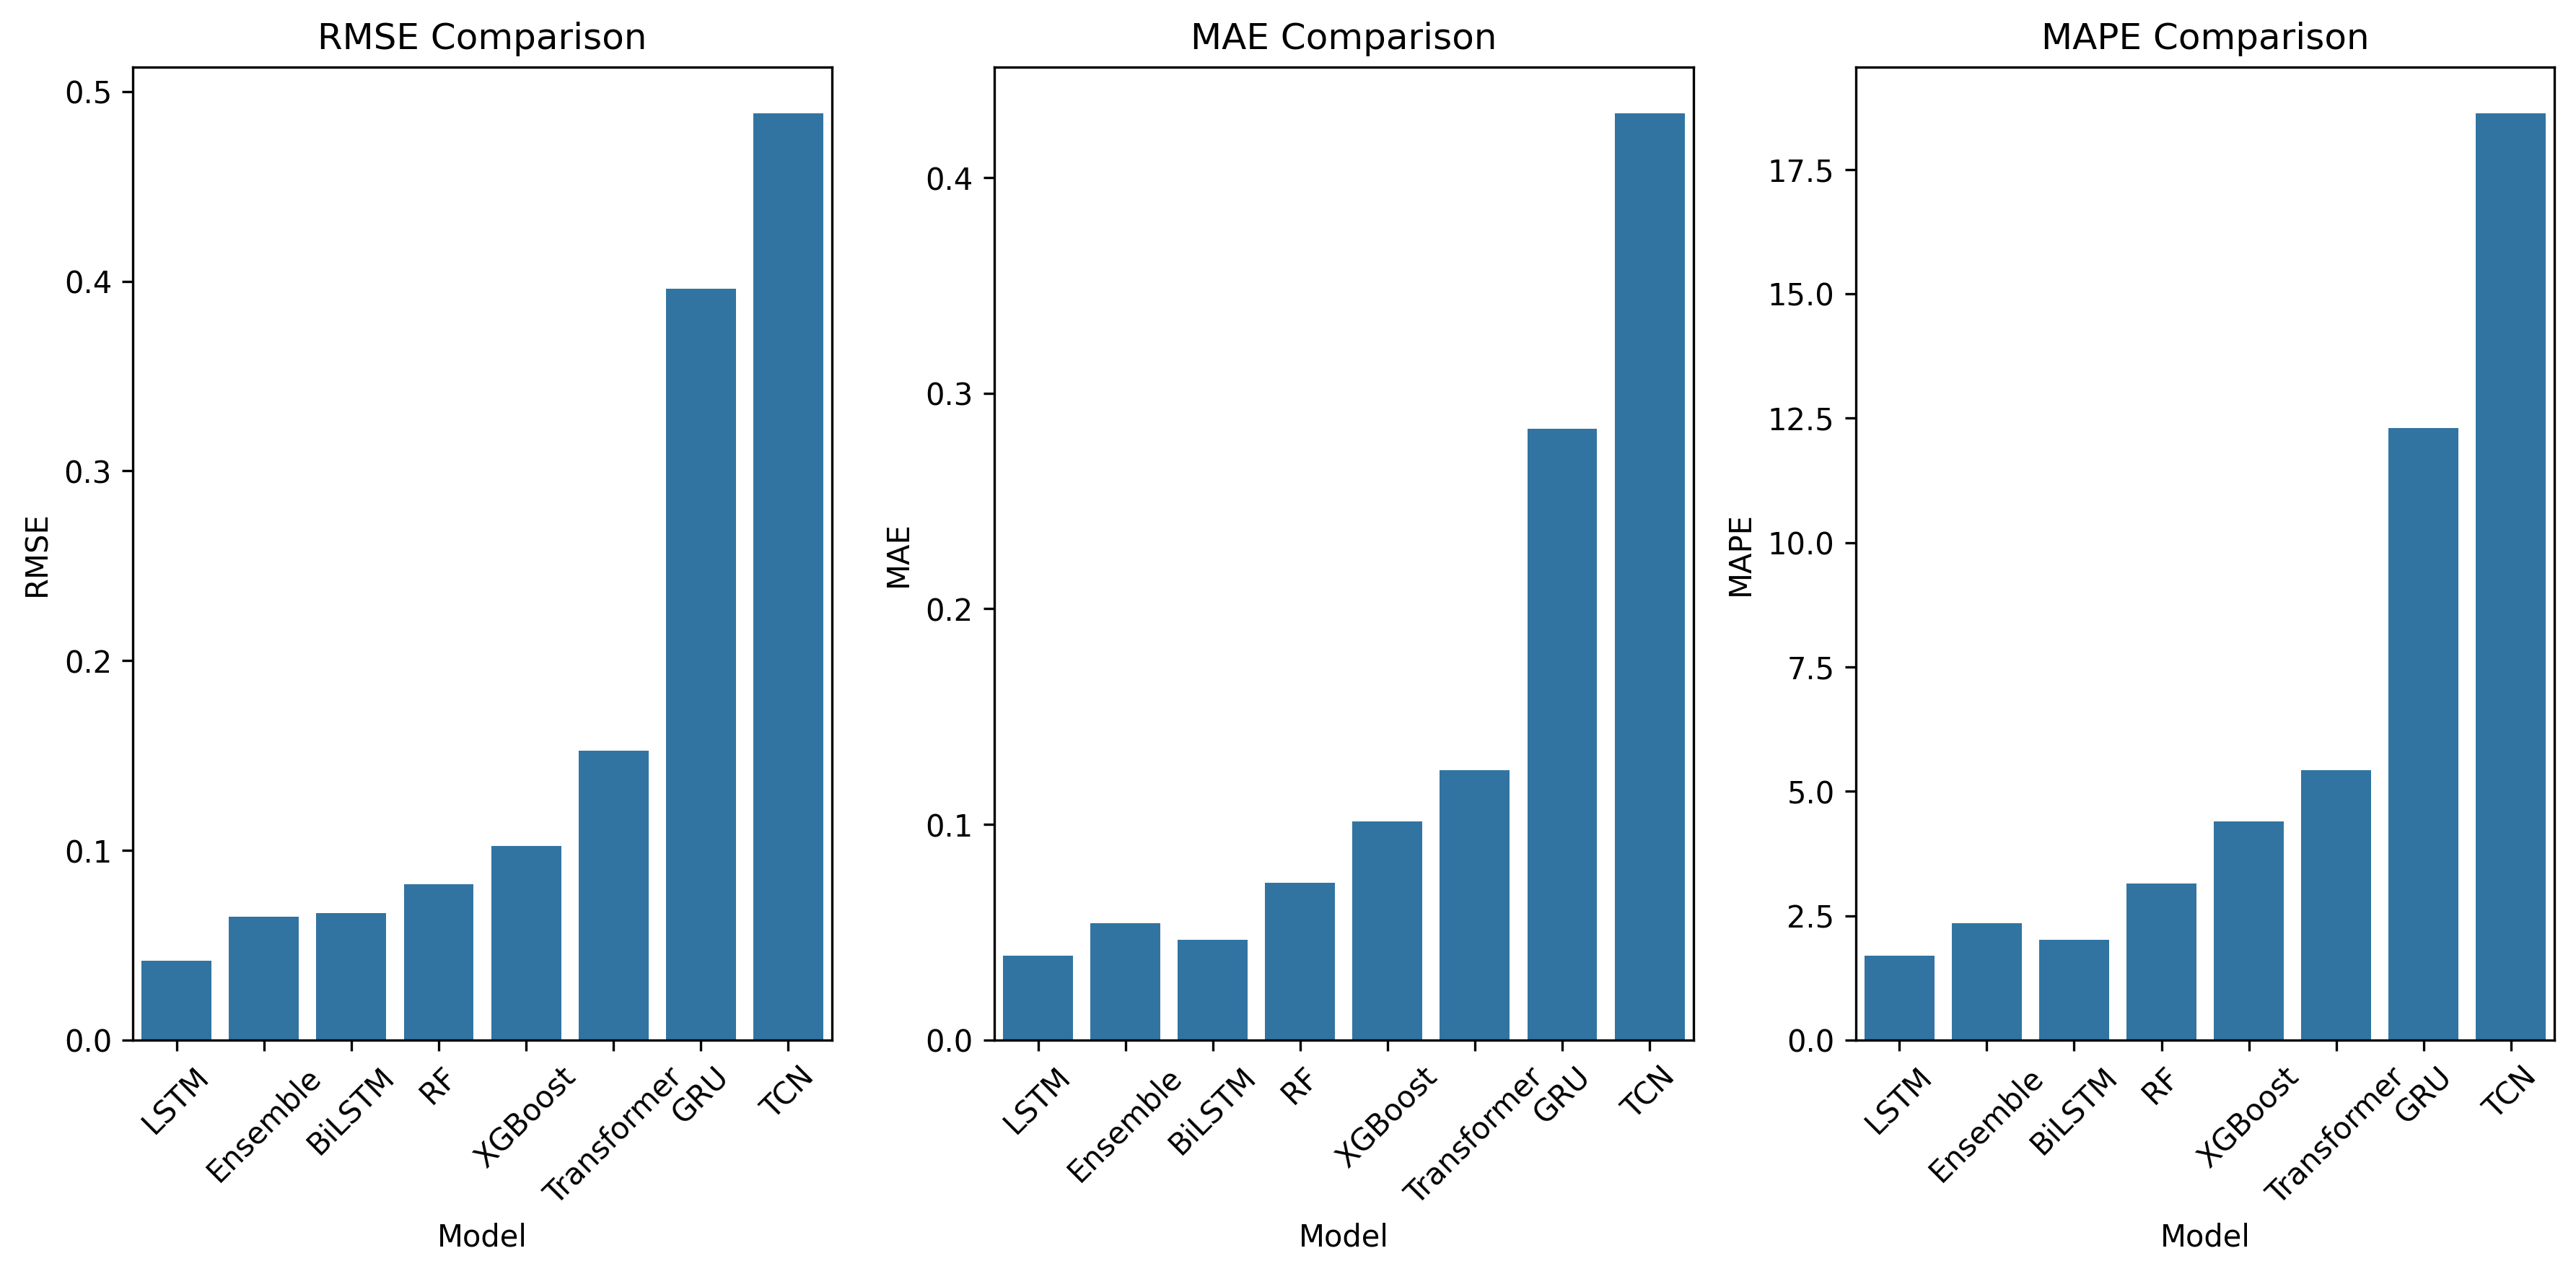 RMSE Comparison
RMSE
0.5
0.4
0.3
0.2
0.1
0.0
LSTM
Ensemble
BiLSTM
RF
XGBoost
Transformer
GRU
TCN
Model
MAE Comparison
MAE
0.4
0.3
0.2
0.1
0.0
LSTM
Ensemble
BiLSTM
RF
XGBoost
Transformer
GRU
TCN
Model
MAPE Comparison
MAPE
17.5
15.0
12.5
10.0
7.5
5.0
2.5
0.0
LSTM
Ensemble
BiLSTM
RF
XGBoost
Transformer
GRU
TCN
Model